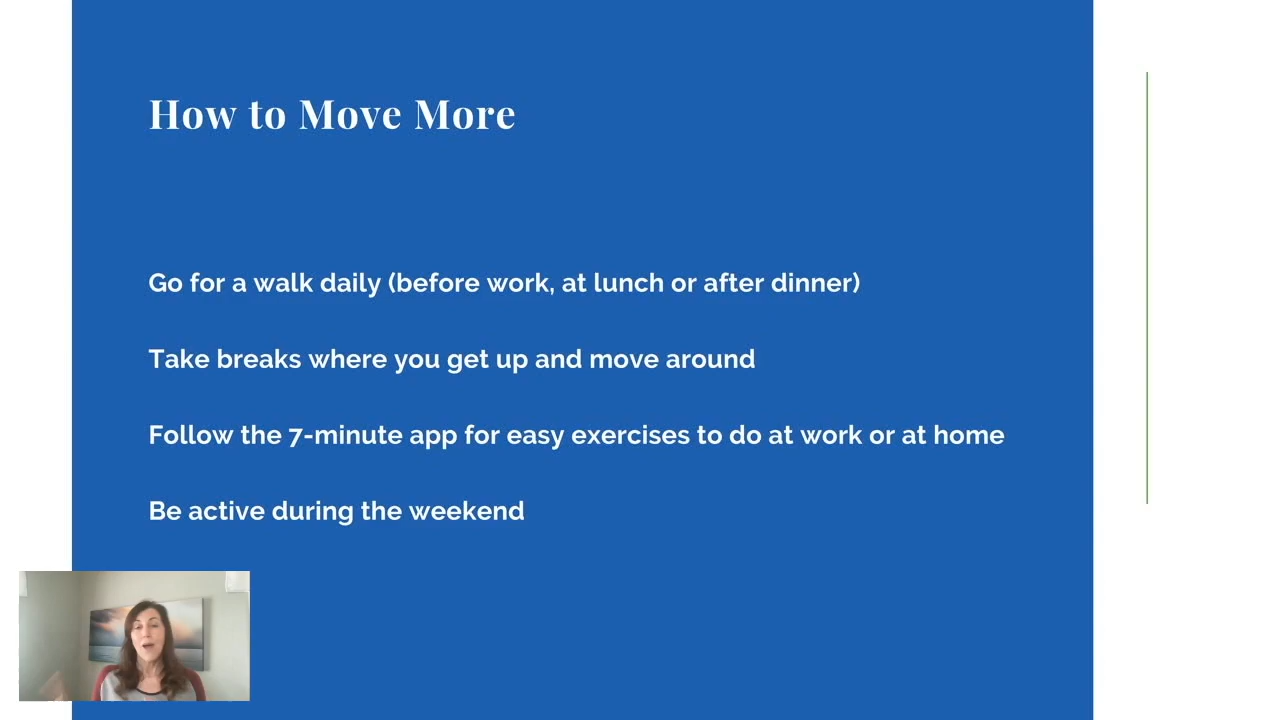 How to Move More
Go for a walk daily (before work, at lunch or after dinner)
Take breaks where you get up and move around
Follow the 7-minute app for easy exercises to do at work or at home
Be active during the weekend